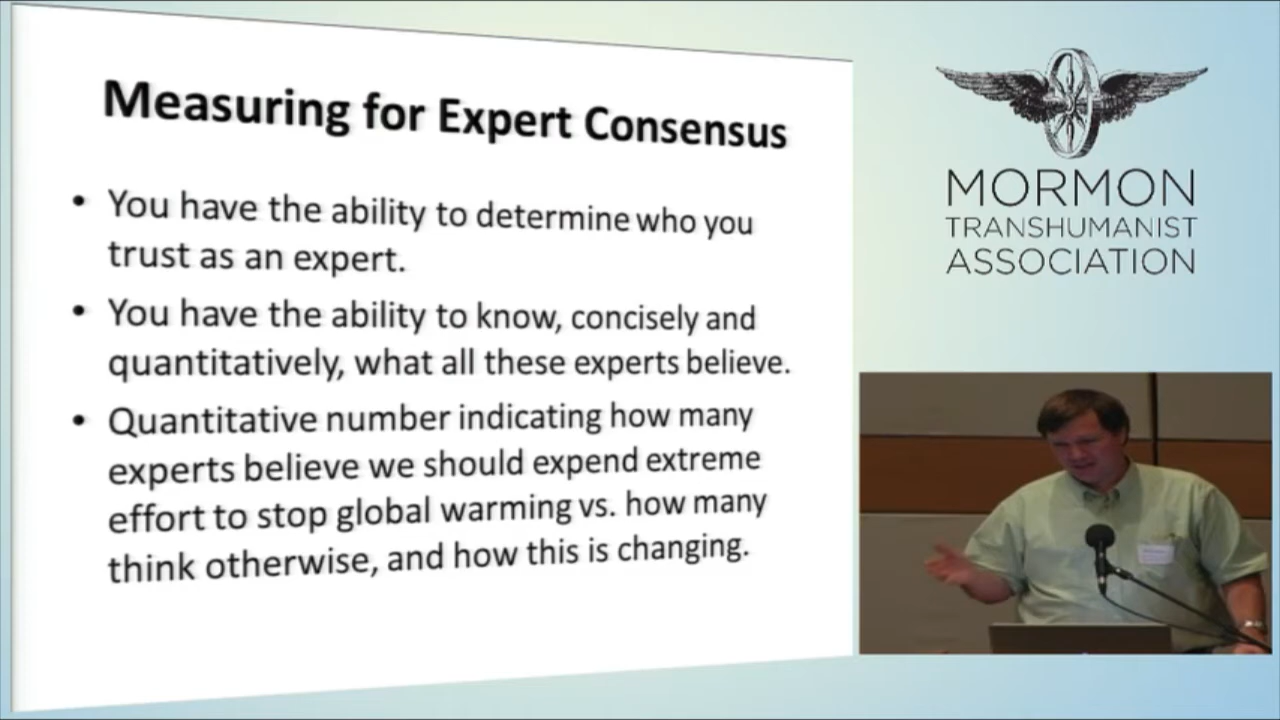 Measuring for Expert Consensus
• You have the ability to determine who you
trust as an expert.
• You have the ability to know, concisely and
quantitatively, what all these experts believe.
• Quantitative number indicating how many
experts believe we should expend extreme
effort to stop global warming vs. how many
think otherwise, and how this is changing.
MORMON
TRANSHUMANIST
ASSOCIATION